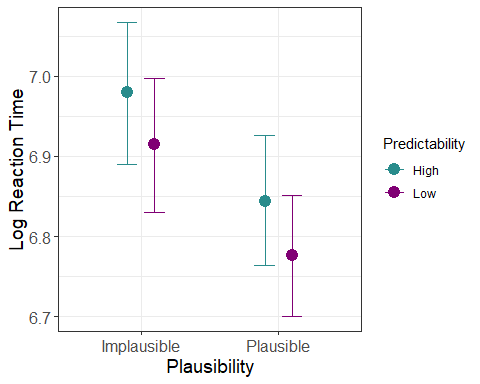 Log Reaction Time
7.0
6.9
6.8
6.7
Implausible Plausible
Plausibility
Predictability
High
Low